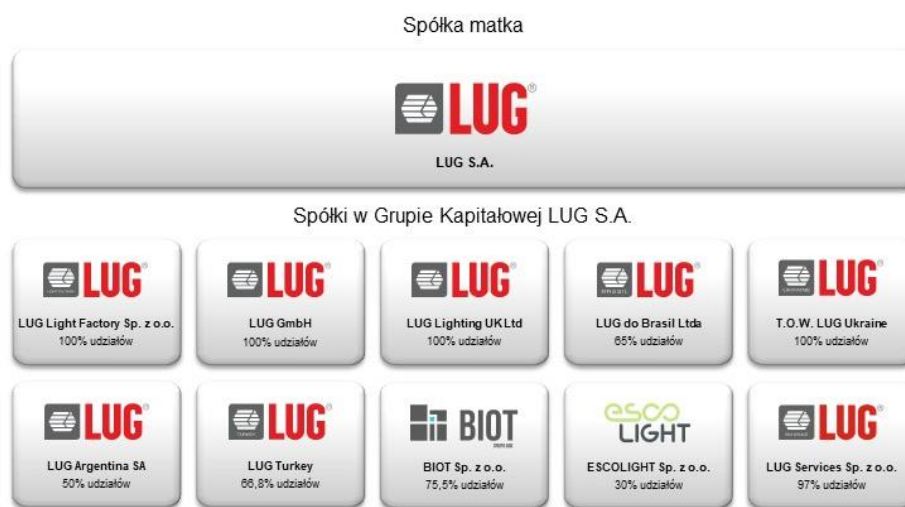 Spółka matka
LUG®
LUG S.A.
Spółki w Grupie Kapitałowej LUG S.A.
LUG®
LUG Light Factory Sp. z o.o.
100% udziałów
LUG®
LUG GmbH
100% udziałów
LUG®
LUG Lighting UK Ltd
100% udziałów
BRASIL
LUG®
LUG do Brasil Ltda
65% udziałów
LUG®
T.O.W. LUG Ukraine
100% udziałów
LUG®
LUG Argentina SA
50% udziałów
LUG®
LUG Turkey
66,8% udziałów
BIOT
BIOT Sp. z o.o.
75,5% udziałów
esco
LIGHT
ESCOLIGHT Sp. z o.o.
30% udziałów
LUG®
LUG Services Sp. z o.o.
97% udziałów